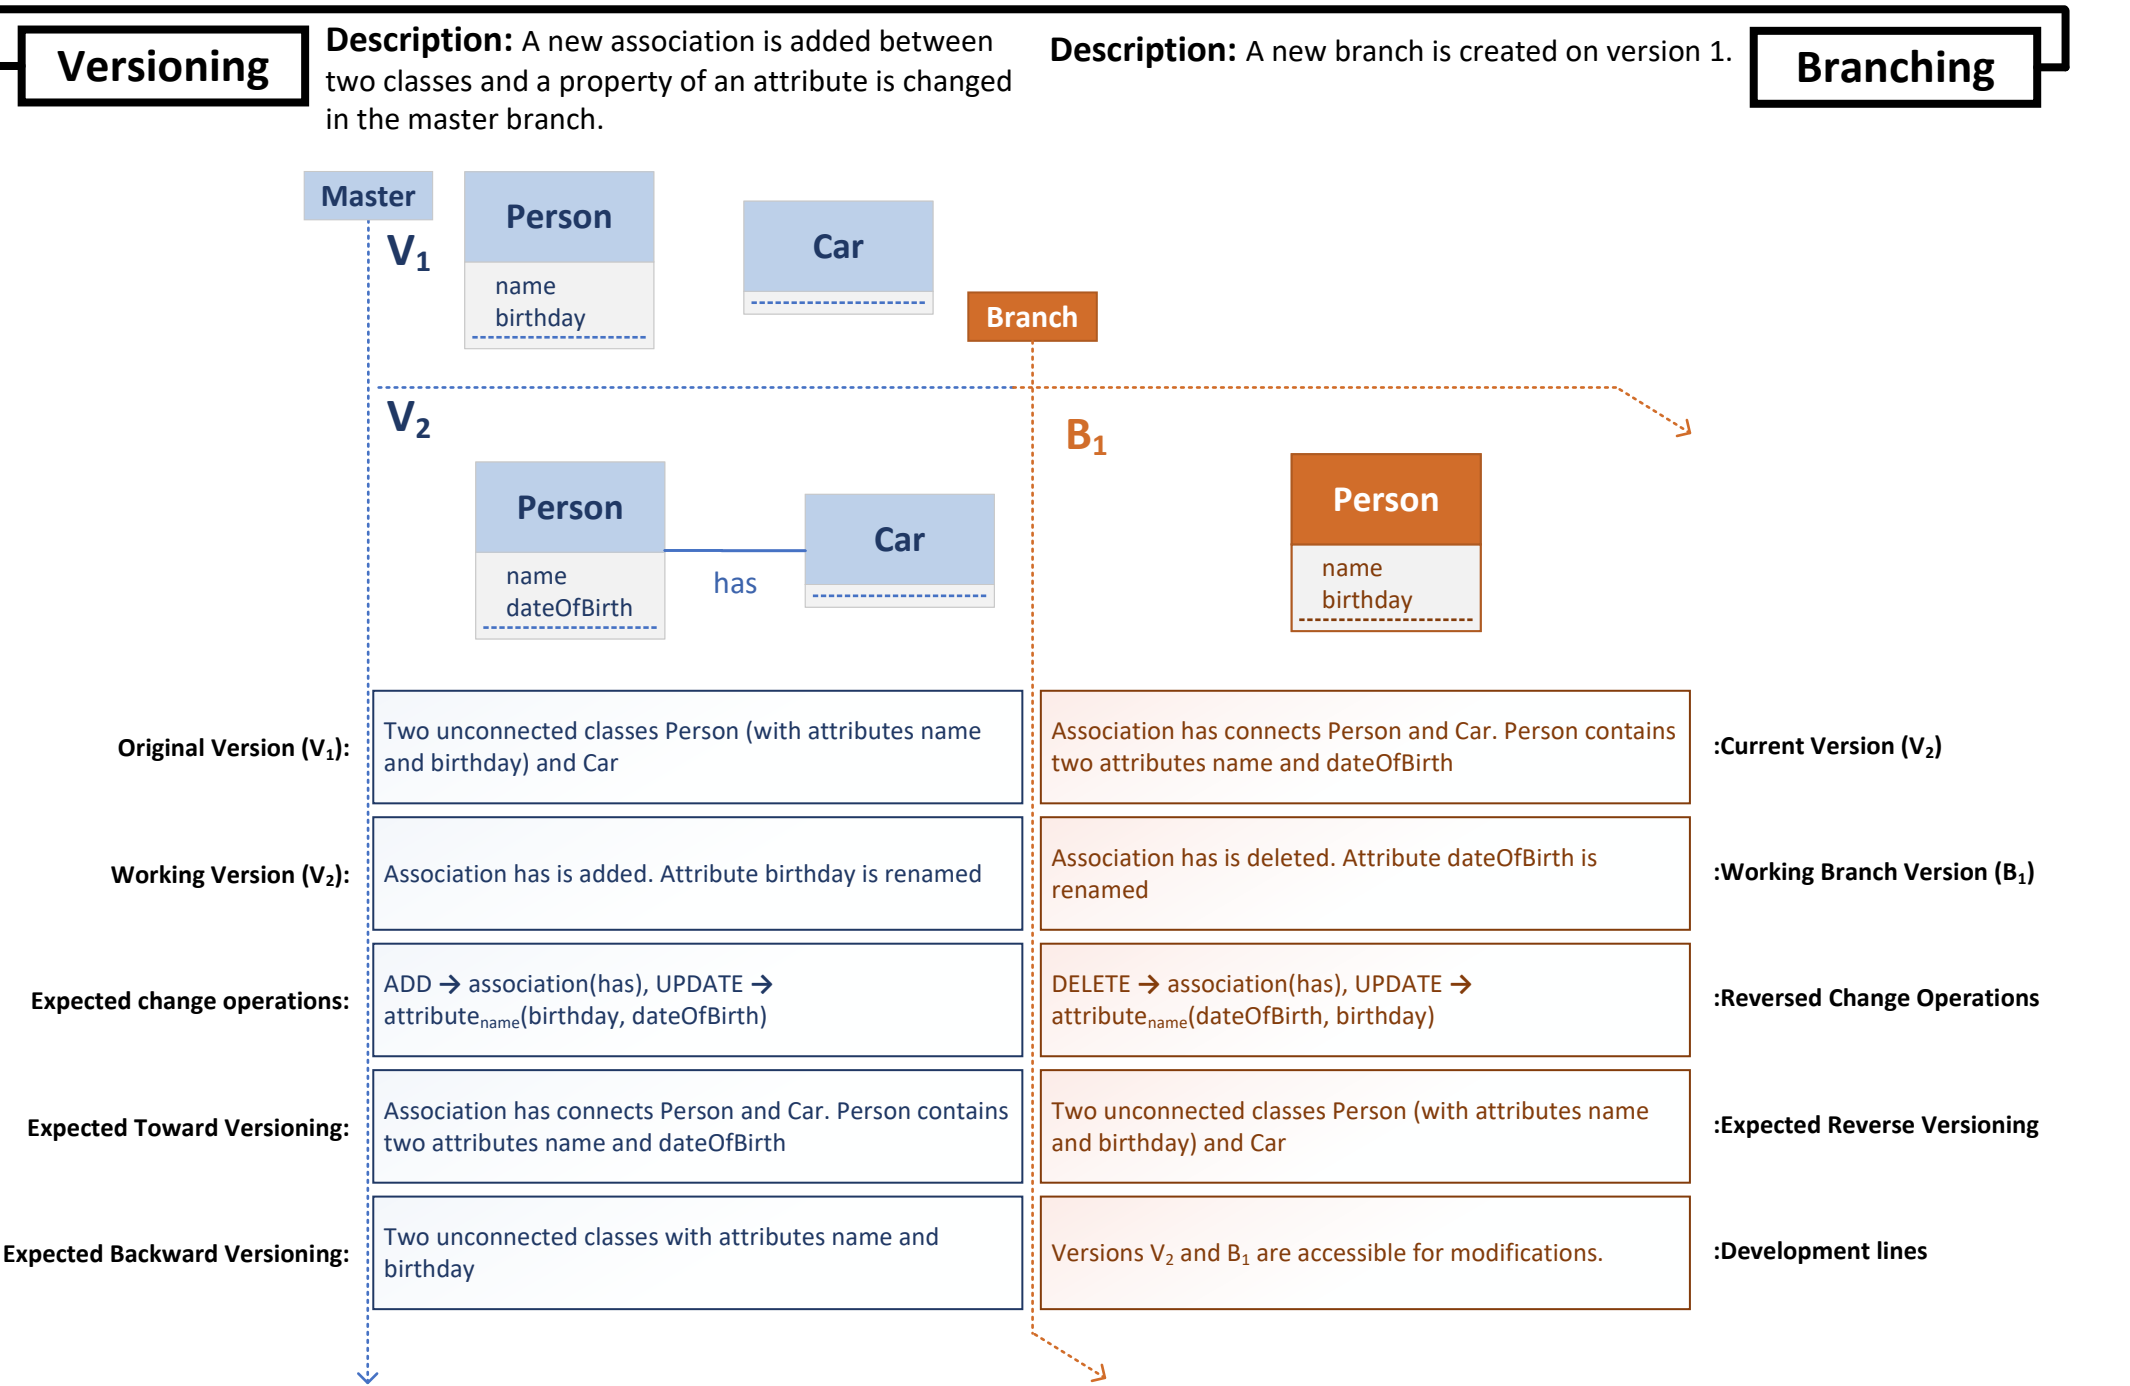 Versioning
Description: A new association is added between
two classes and a property of an attribute is changed
in the master branch.
Description: A new branch is created on version 1.
Branching
Master
V₁
Person
name
birthday
Car
Branch
V₂
Person
name
dateOfBirth
has
Car
B₁
Person
name
birthday
Original Version (V₁):
Two unconnected classes Person (with attributes name
and birthday) and Car
Association has connects Person and Car. Person contains
two attributes name and dateOfBirth
:Current Version (V₂)
Working Version (V₂):
Association has is added. Attribute birthday is renamed
Association has is deleted. Attribute dateOfBirth is
renamed
:Working Branch Version (B₁)
Expected change operations:
ADD → association(has), UPDATE →
attributename(birthday, dateOfBirth)
DELETE → association(has), UPDATE →
attributename(dateOfBirth, birthday)
:Reversed Change Operations
Expected Toward Versioning:
Association has connects Person and Car. Person contains
two attributes name and dateOfBirth
Two unconnected classes Person (with attributes name
and birthday) and Car
:Expected Reverse Versioning
Expected Backward Versioning:
Two unconnected classes with attributes name and
birthday
Versions V₂ and B₁ are accessible for modifications.
:Development lines